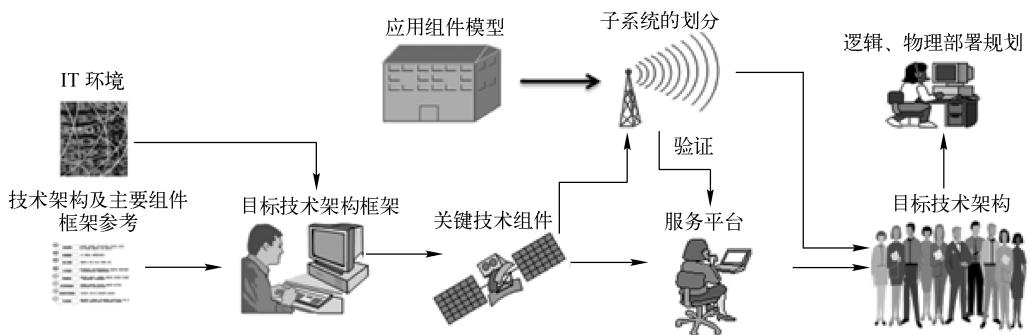 应用组件模型
子系统的划分
逻辑、物理部署规划
IT 环境
验证
技术架构及主要组件
框架参考
目标技术架构框架
关键技术组件
服务平台
目标技术架构